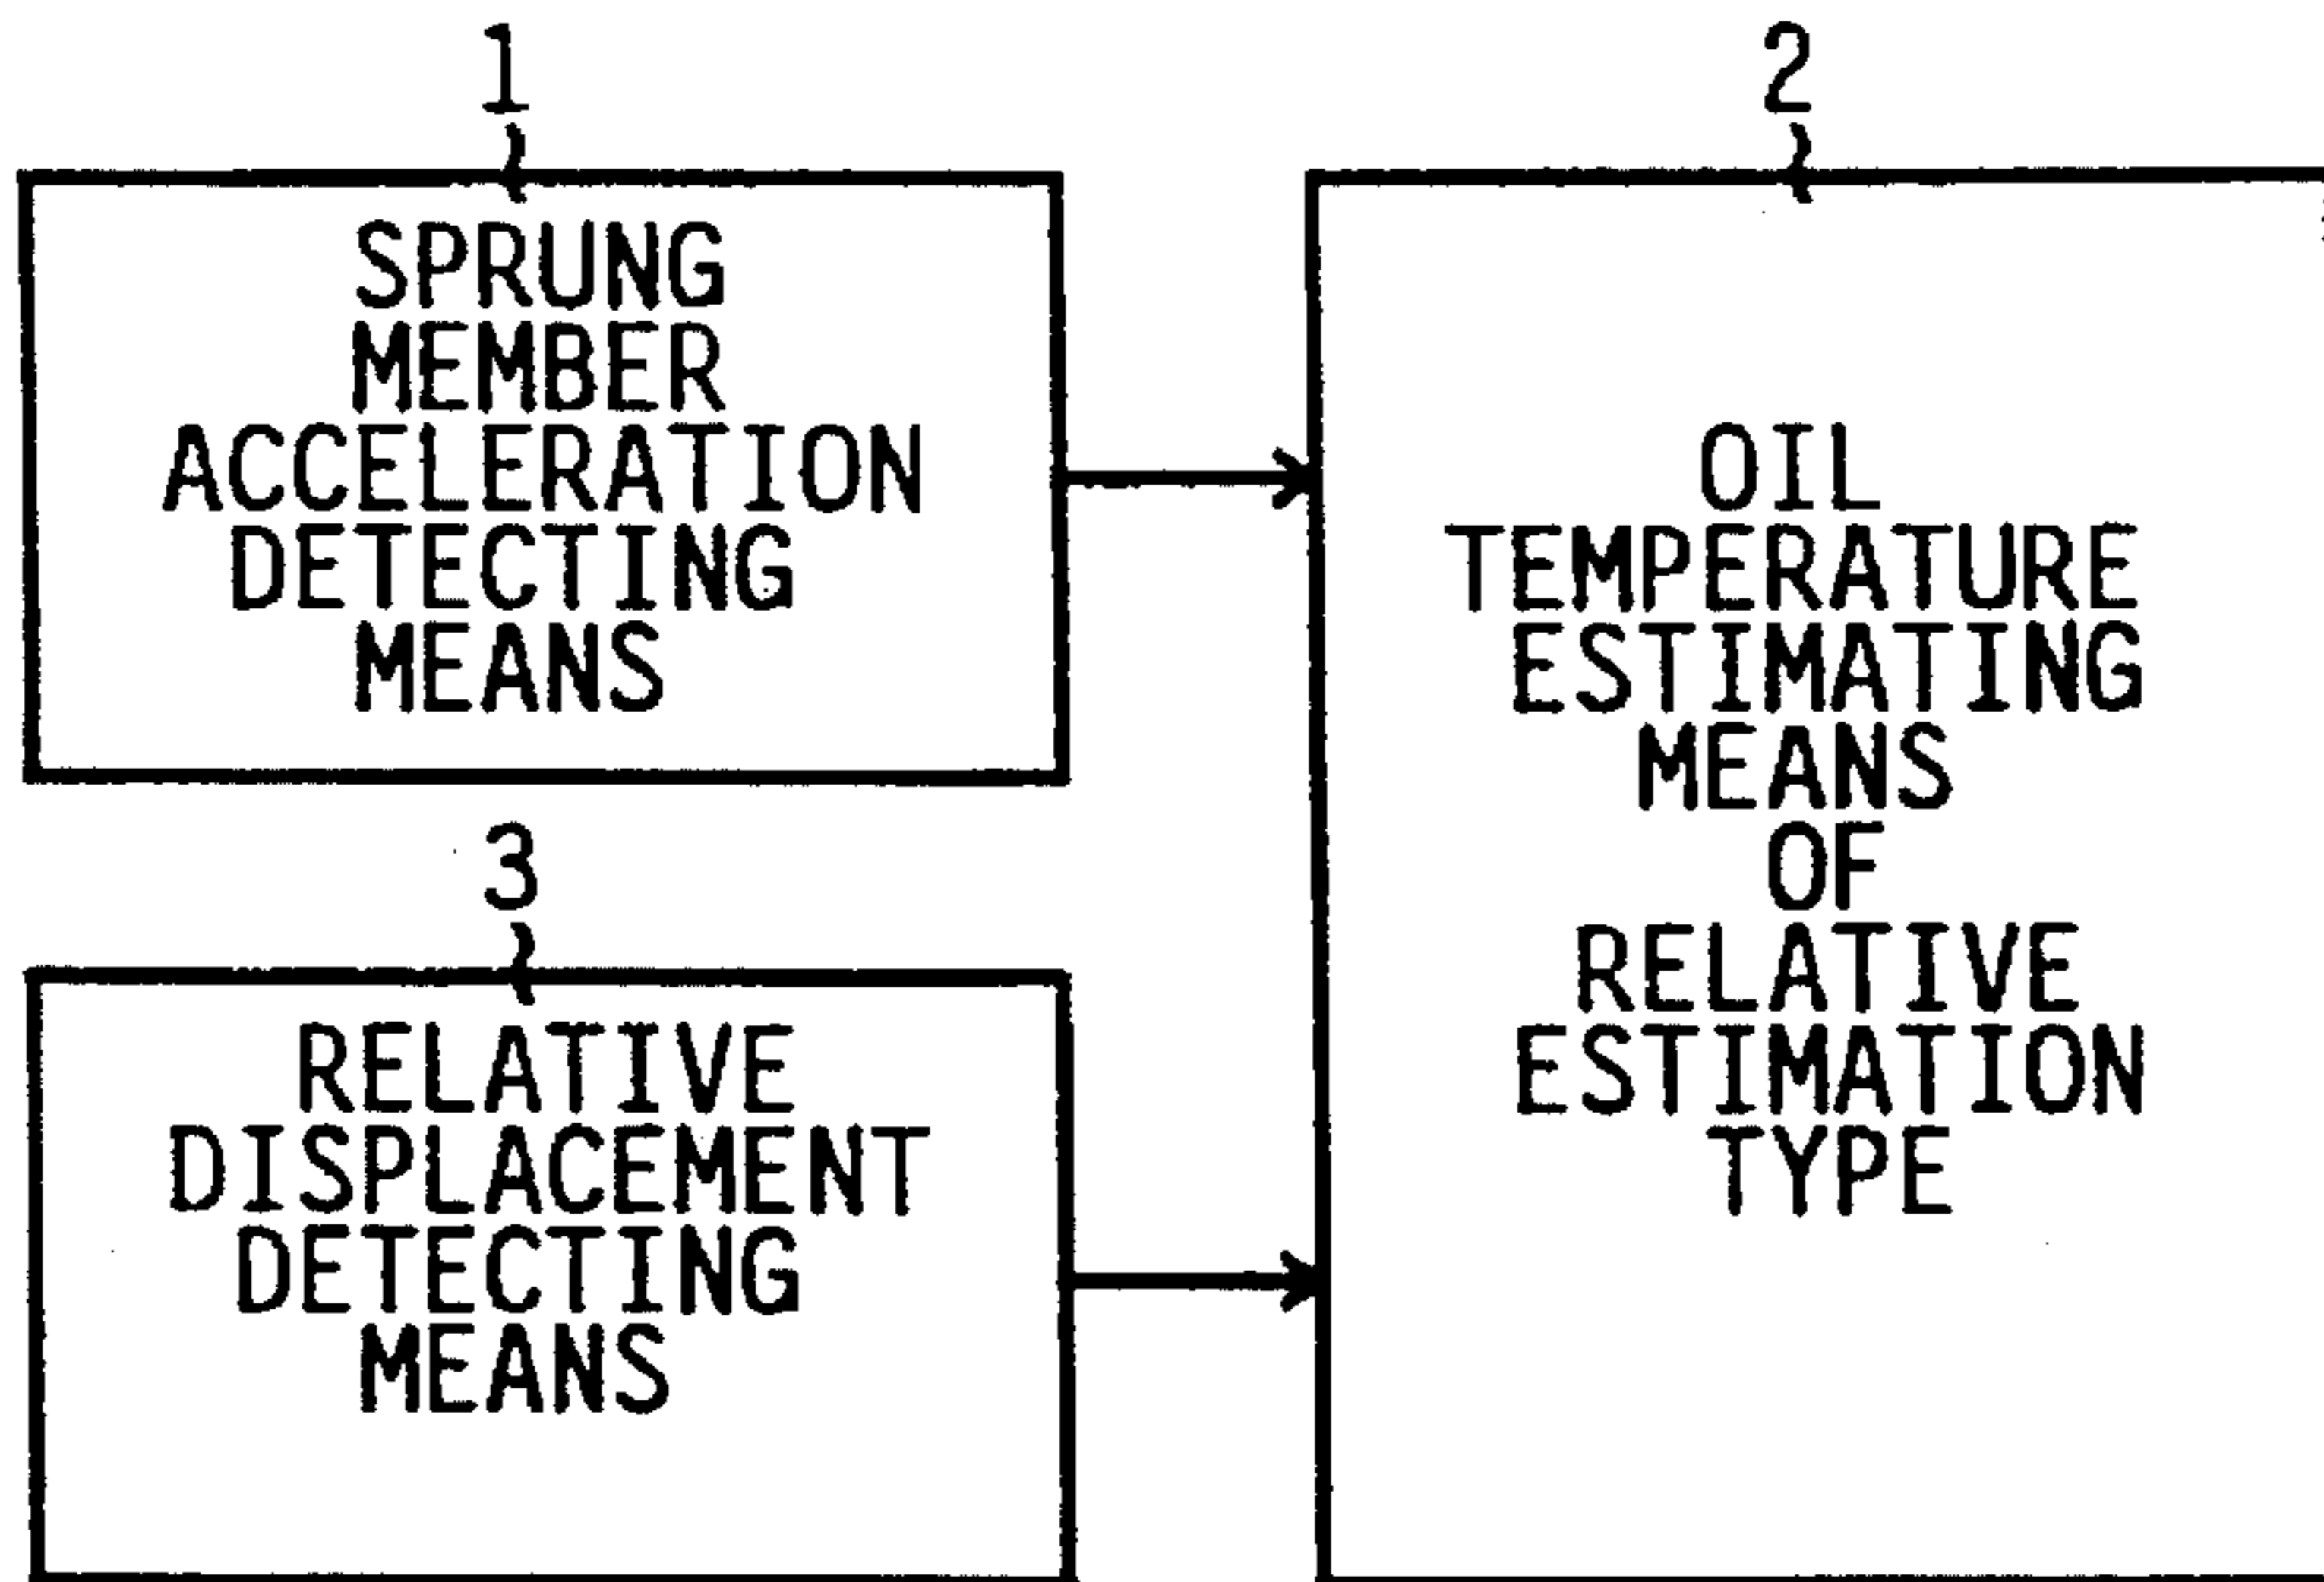 1
SPRUNG
MEMBER
ACCELERATION
DETECTING
MEANS
2
OIL
TEMPERATURE
ESTIMATING
MEANS
OF
RELATIVE
ESTIMATION
TYPE
3
RELATIVE
DISPLACEMENT
DETECTING
MEANS